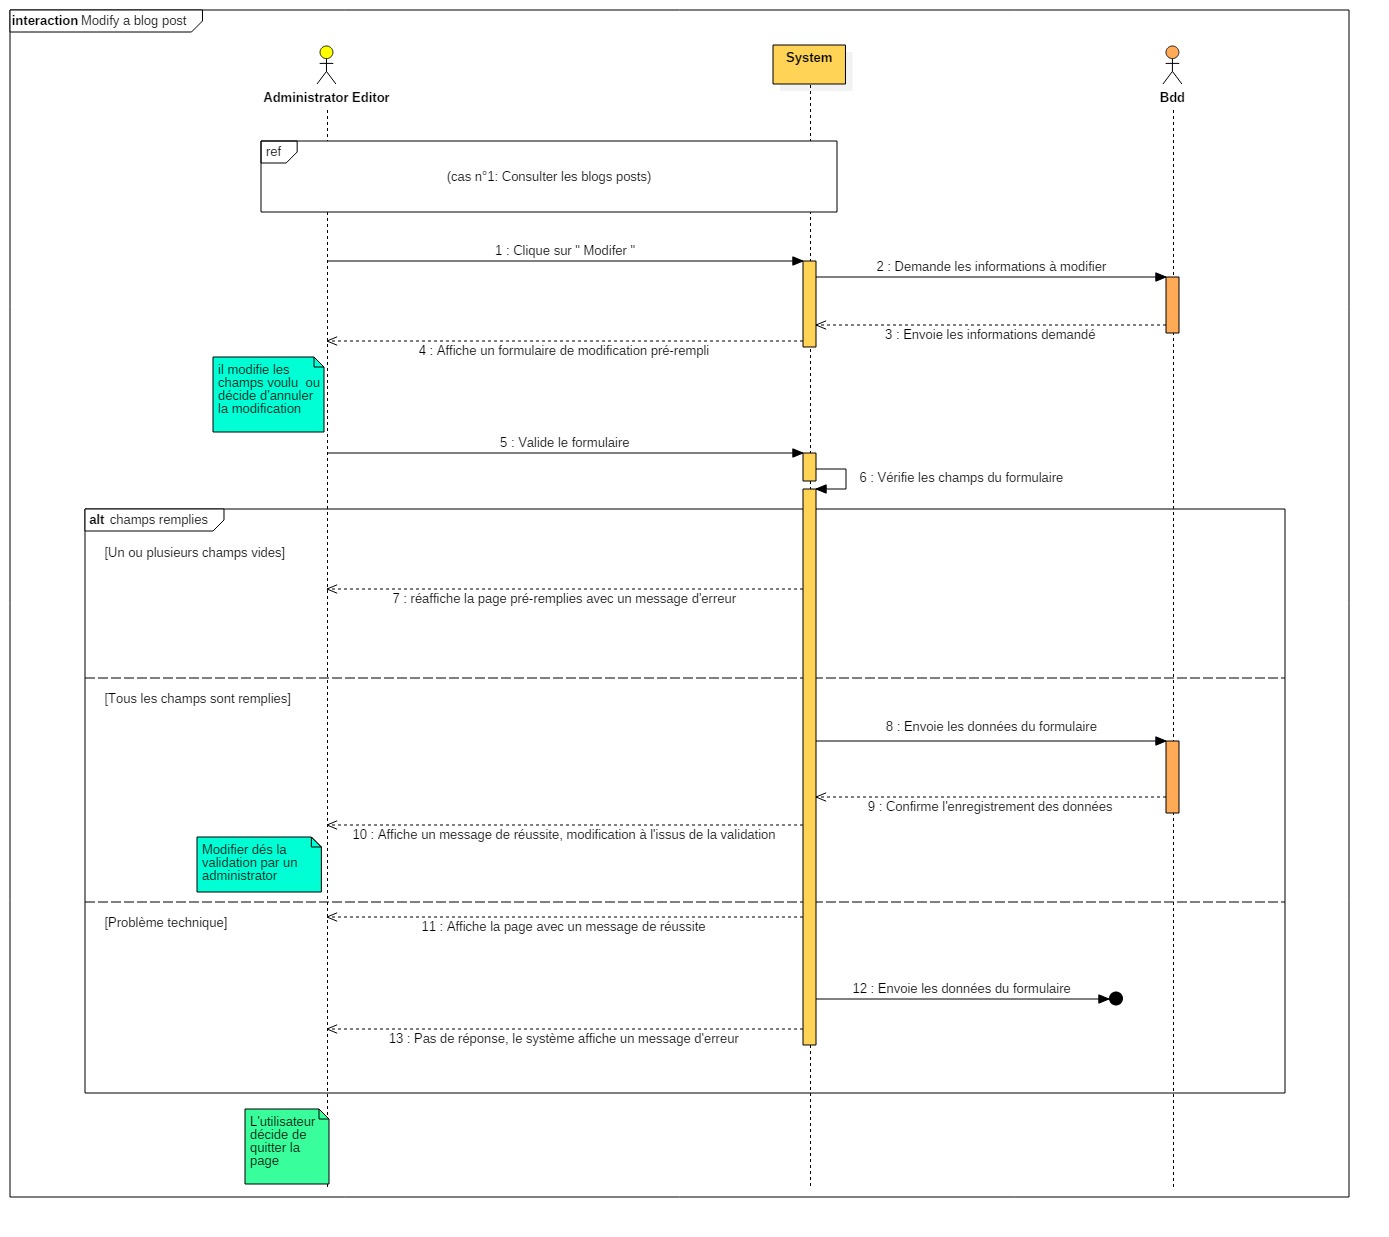 interaction Modify a blog post
Administrator Editor
System
Bdd
ref
(cas n°1: Consulter les blogs posts)
1 : Clique sur " Modifer "
2 : Demande les informations à modifier
3 : Envoie les informations demandé
4 : Affiche un formulaire de modification pré-rempli
il modifie les
champs voulu  ou
décide d'annuler
la modification
5 : Valide le formulaire
6 : Vérifie les champs du formulaire
alt champs remplies
[Un ou plusieurs champs vides]
7 : réaffiche la page pré-remplies avec un message d'erreur
[Tous les champs sont remplies]
8 : Envoie les données du formulaire
9 : Confirme l'enregistrement des données
10 : Affiche un message de réussite, modification à l'issus de la validation
Modifier dés la
validation par un
administrator
[Problème technique]
11 : Affiche la page avec un message de réussite
12 : Envoie les données du formulaire
13 : Pas de réponse, le système affiche un message d'erreur
L'utilisateur
décide de
quitter la
page